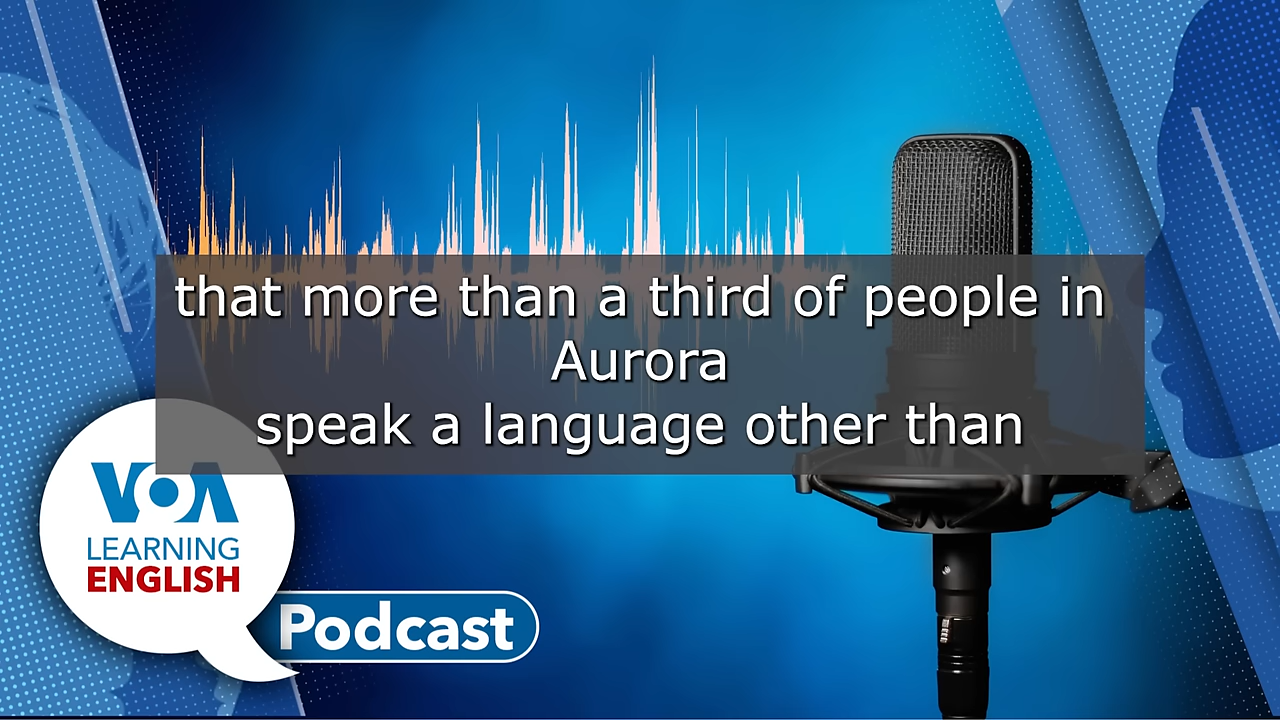 that more than a third of people in
Aurora
speak a language other than
VOA
LEARNING
ENGLISH
Podcast